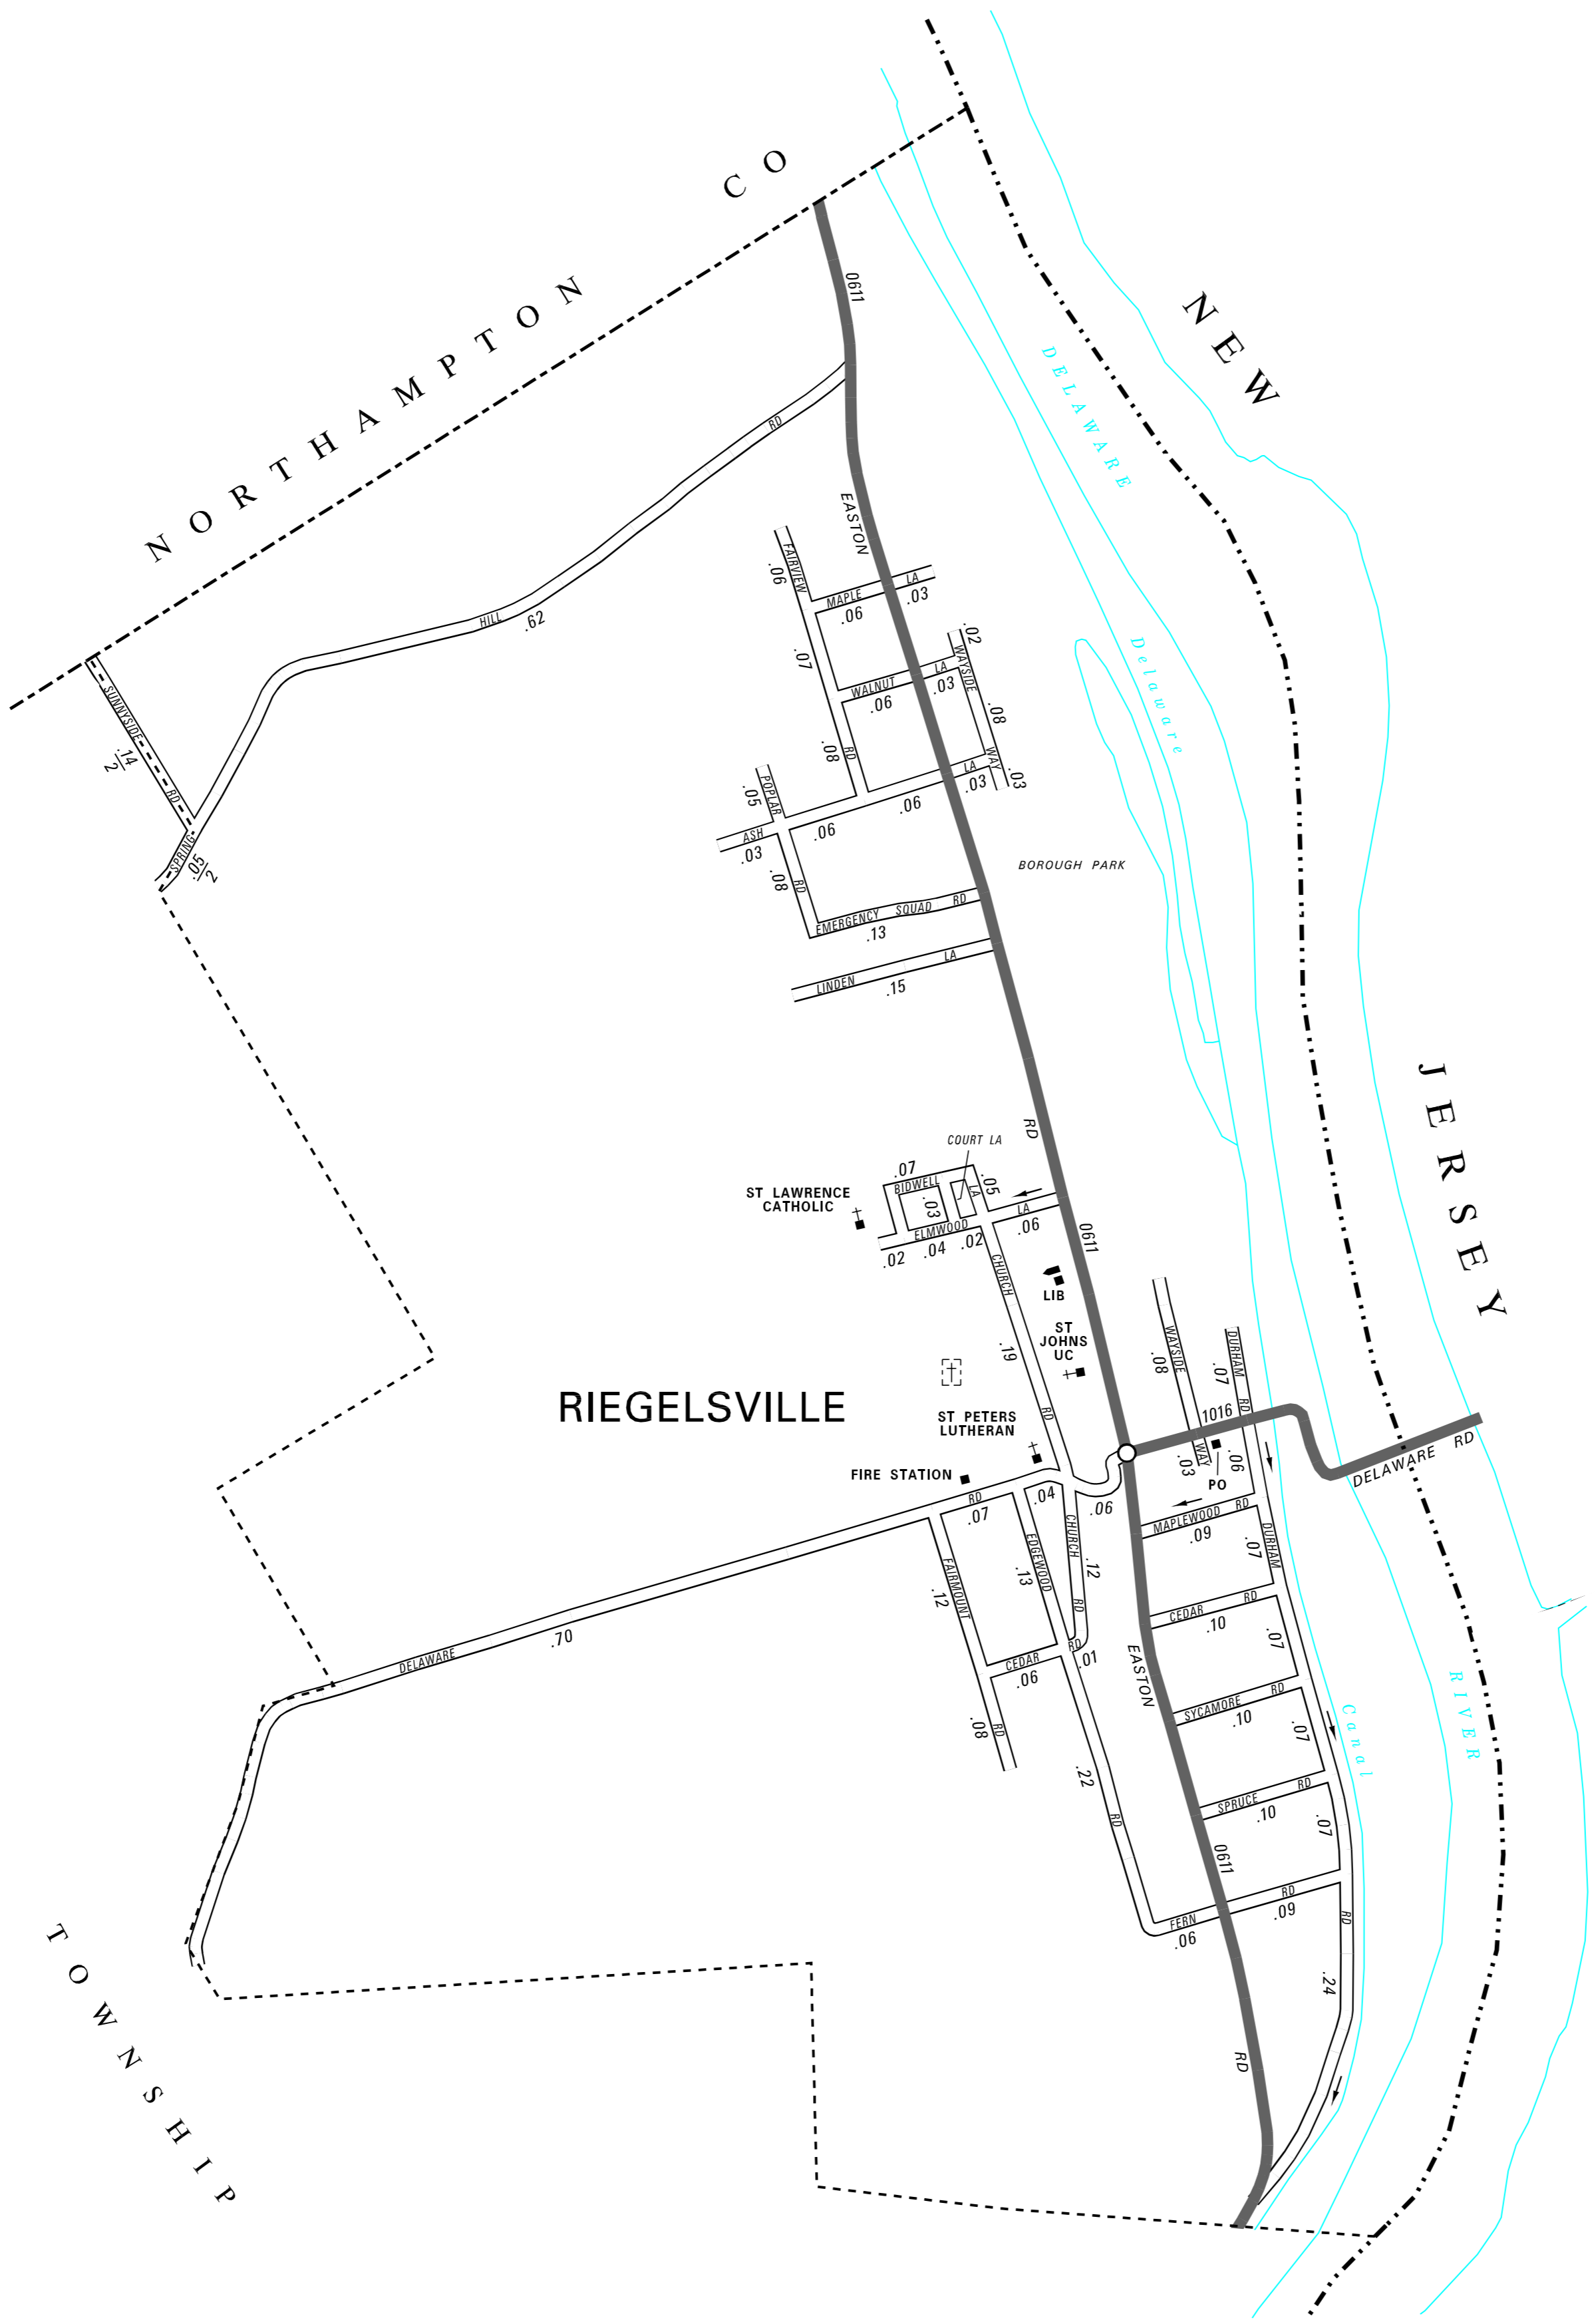 NORTHAMPTON CO
NEW
JERSEY
0611
DELAWARE
RD
EASTON
FAIRVIEW
.06
LA
MAPLE
.03
.06
HILL
.62
.02
WAYSIDE
Delaware
.07
LA
WALNUT
.03
.06
.08
SUNNYSIDE
.14
2
RD
.08
RD
WAY
LA
.03
.03
POPLAR
.05
.06
ASH
.06
.03
SPRING
.05
2
BOROUGH PARK
.08
RD
EMERGENCY SQUAD RD
.13
LINDEN LA
.15
RD
COURT LA
.07
BIDWELL
LA
.05
ST LAWRENCE
CATHOLIC
.03
LA
.06
ELMWOOD
.02
.04
.02
0611
CHURCH
LIB
ST
JOHNS
UC
.19
WAYSIDE
.08
DURHAM
.07
RD
RIEGELSVILLE
RD
1016
ST PETERS
LUTHERAN
WAY
.03
.06
PO
DELAWARE RD
FIRE STATION
RD
.07
.04
.06
MAPLEWOOD RD
.09
CHURCH
DURHAM
.07
EDGEWOOD
.13
.12
FAIRMOUNT
.12
RD
CEDAR RD
.10
.07
RD
.01
CEDAR
.06
.70
DELAWARE
EASTON
RIVER
SYCAMORE RD
.10
.07
Canal
.08
RD
.22
SPRUCE RD
.10
RD
.07
0611
RD
FERN
.06
.09
RD
.24
RD
TOWNSHIP